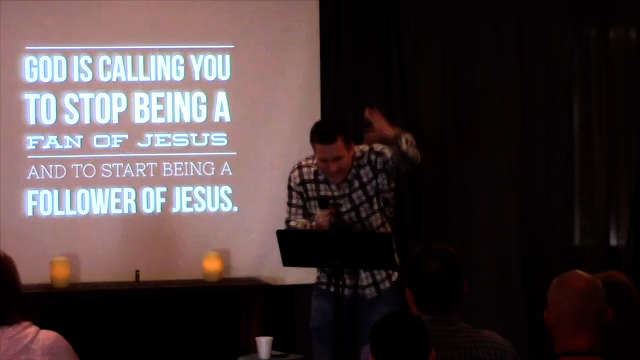 GOD IS CALLING YOU
TO STOP BEING A
FAN OF JESUS
AND TO START BEING A
FOLLOWER OF JESUS.